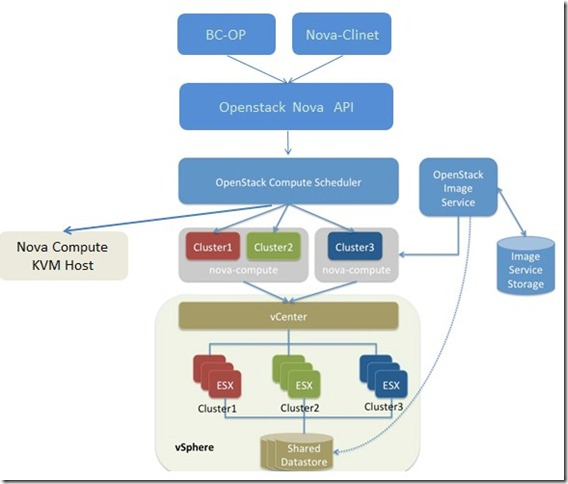 BC-OP
Nova-Clinet
Openstack Nova API
OpenStack Compute Scheduler
OpenStack
Image
Service
Nova Compute
KVM Host
Cluster1
Cluster2
nova-compute
Cluster3
nova-compute
Image
Service
Storage
vCenter
ESX
ESX
ESX
Cluster1
Cluster2
Cluster3
vSphere
Shared
Datastore